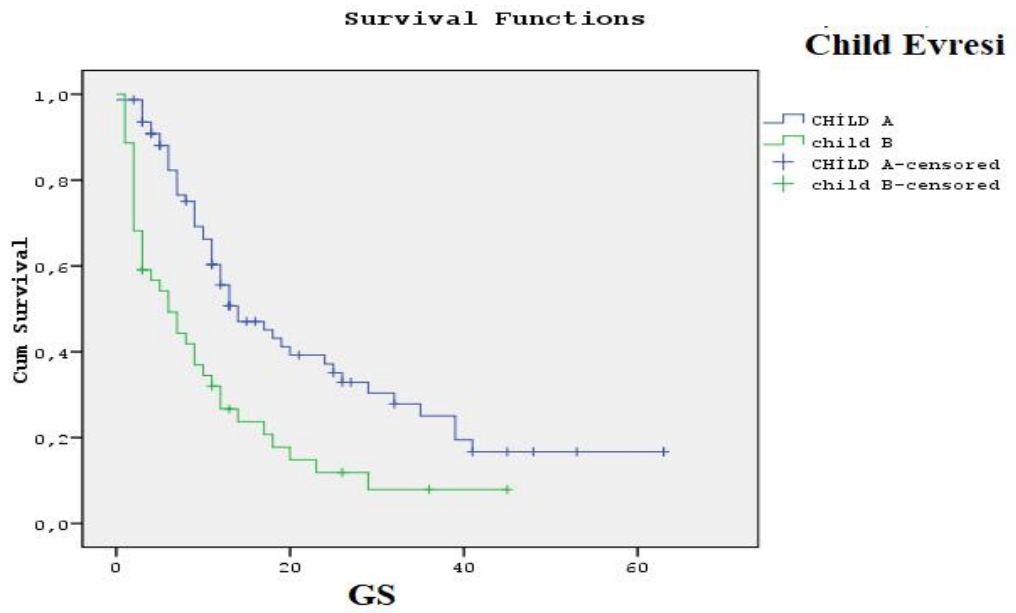 Survival Functions
Child Evresi
CHİLD A
child B
CHİLD A-censored
child B-censored
Cum Survival
1,0
0,8
0,6
0,4
0,2
0,0
0 20 40 60
GS